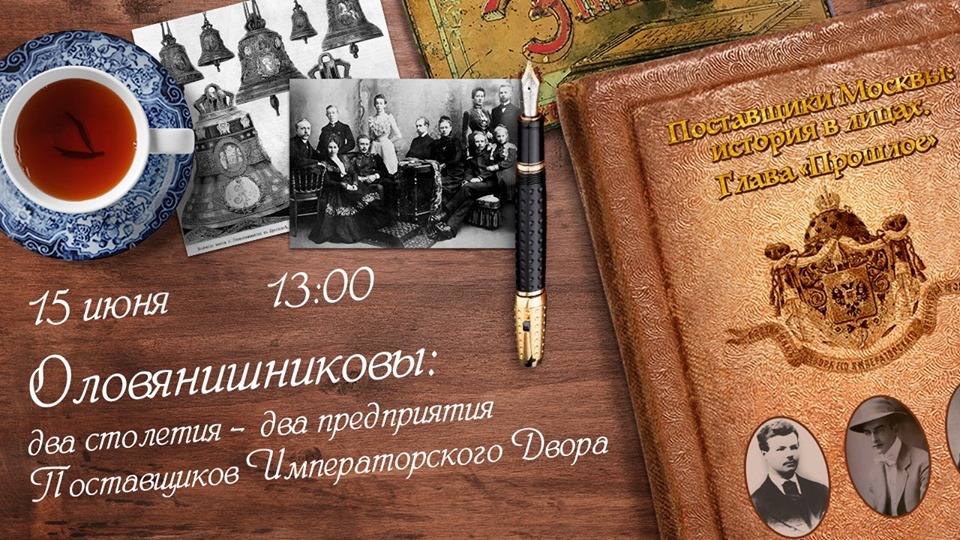 Поставщики Москвы:
история в лицах.
Глава «Прошлое»
15 июня 13:00
Оловянишниковы:
два столетия – два предприятия
Поставщиков Императорского Двора